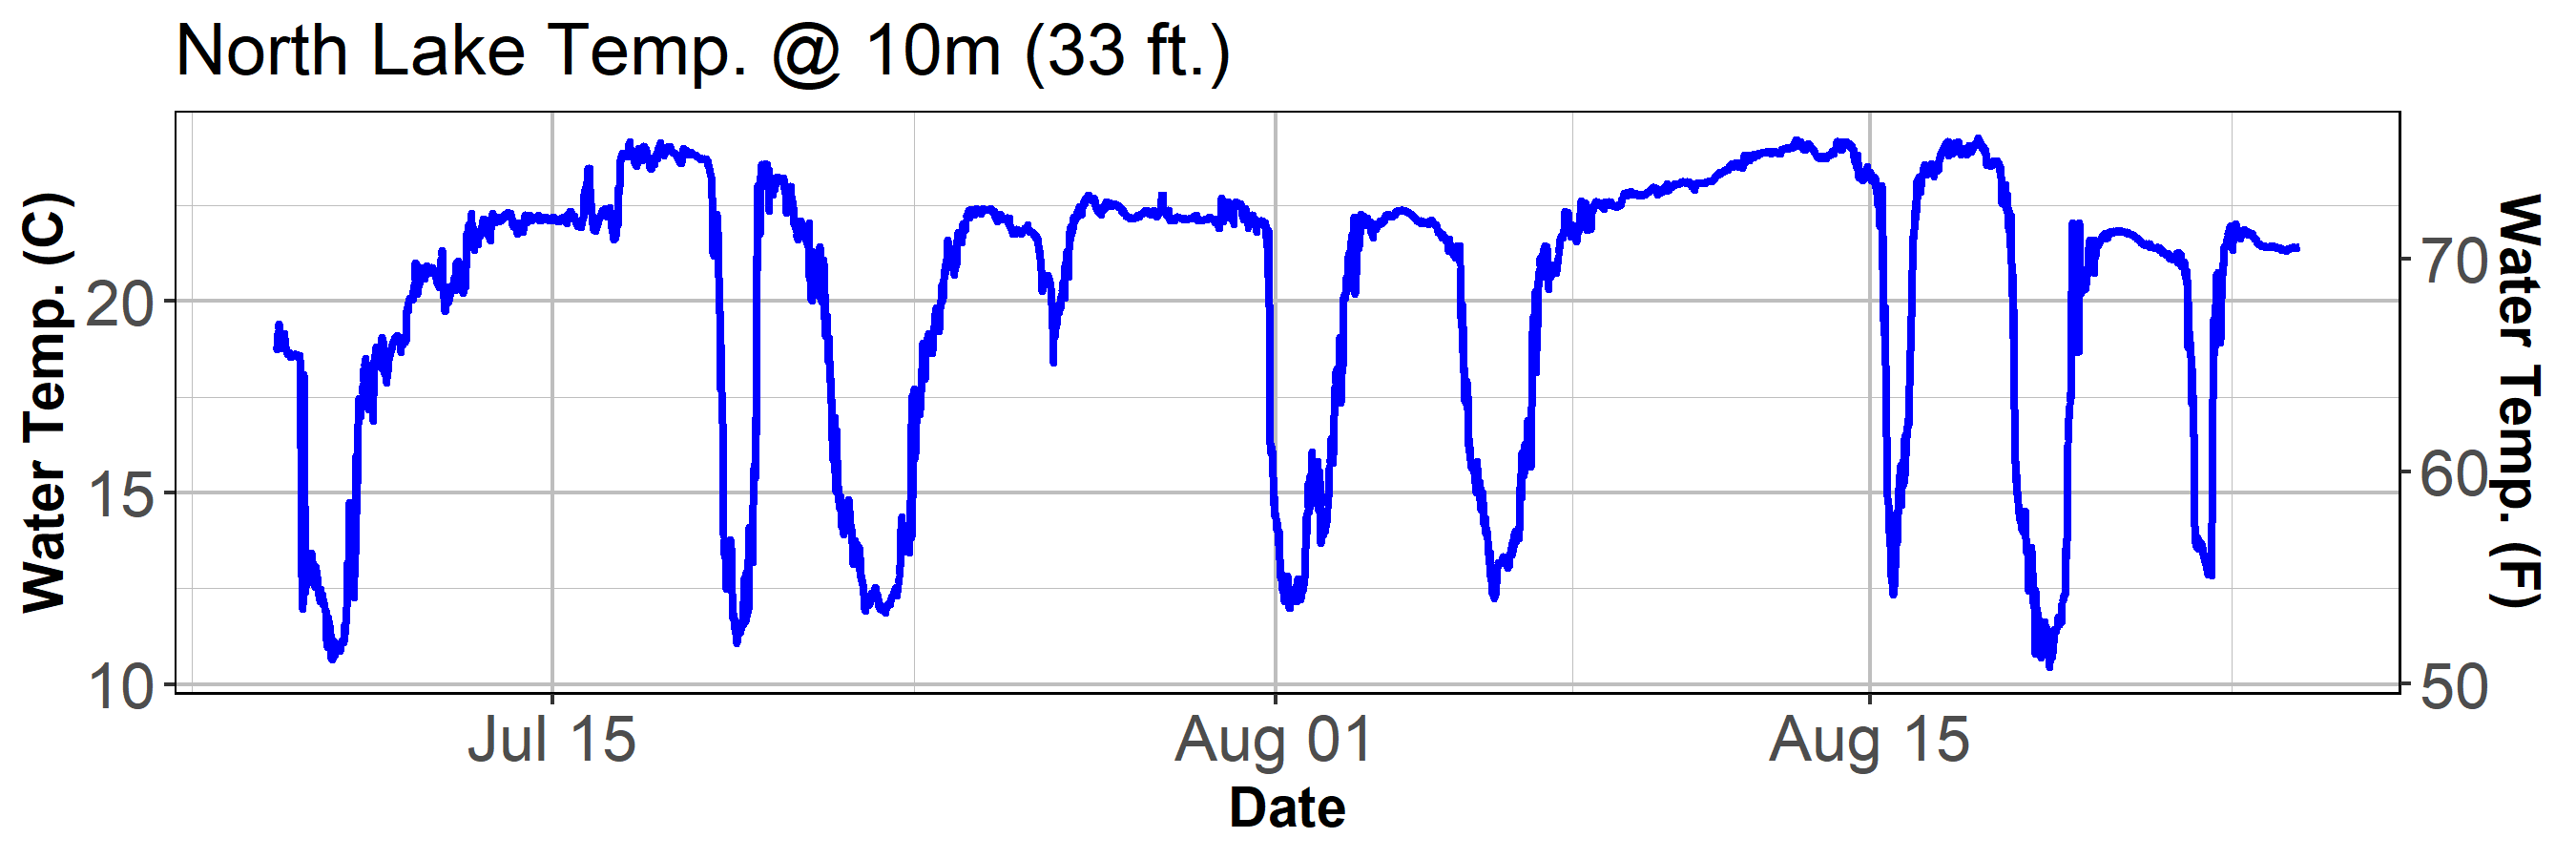 North Lake Temp. @ 10m (33 ft.)
Water Temp. (C)
20
15
10
70
60
50
Water Temp. (F)
Jul 15
Aug 01
Aug 15
Date